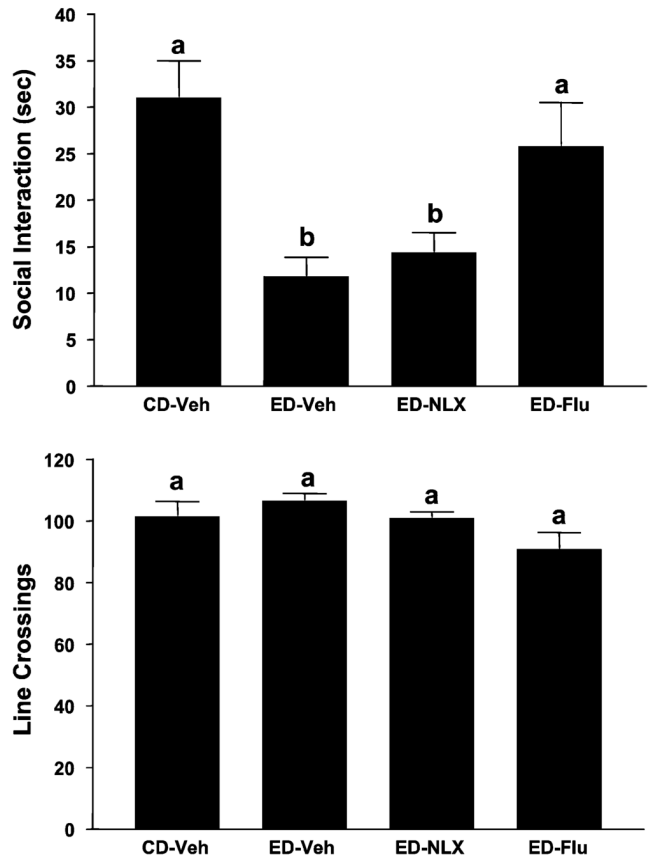 40
35
30
25
20
15
10
5
0
Social Interaction (sec)
a
b
b
a
CD-Veh ED-Veh ED-NLX ED-Flu
120
100
80
60
40
20
0
Line Crossings
a
a
a
a
CD-Veh ED-Veh ED-NLX ED-Flu